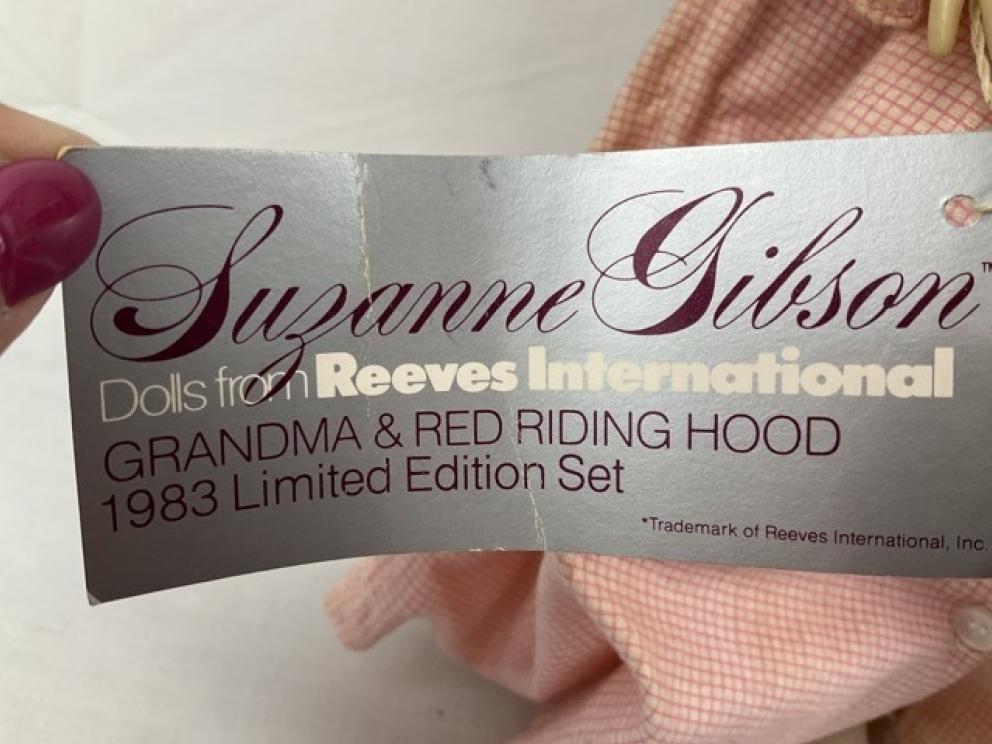 Suzanne Gibson™
Dolls from Reeves International
GRANDMA & RED RIDING HOOD
1983 Limited Edition Set
*Trademark of Reeves International, Inc.